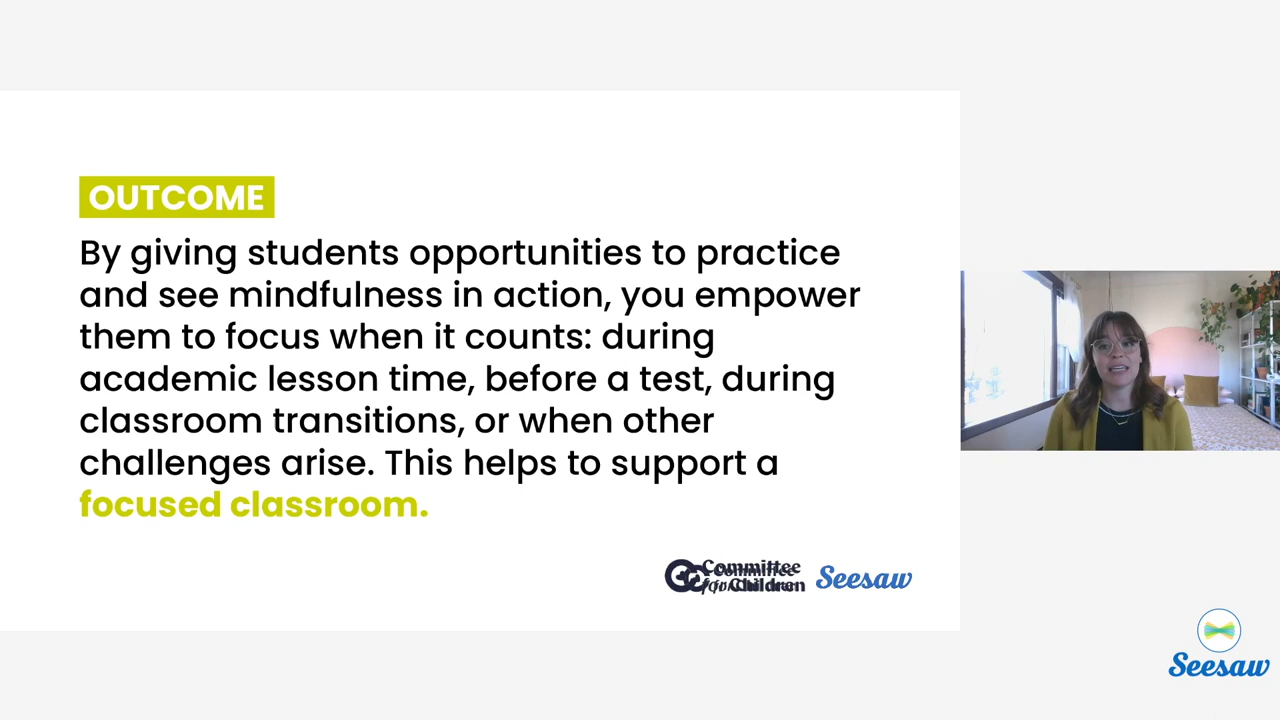 OUTCOME
By giving students opportunities to practice
and see mindfulness in action, you empower
them to focus when it counts: during
academic lesson time, before a test, during
classroom transitions, or when other
challenges arise. This helps to support a
focused classroom.
Committee
for Children
Seesaw
Seesaw